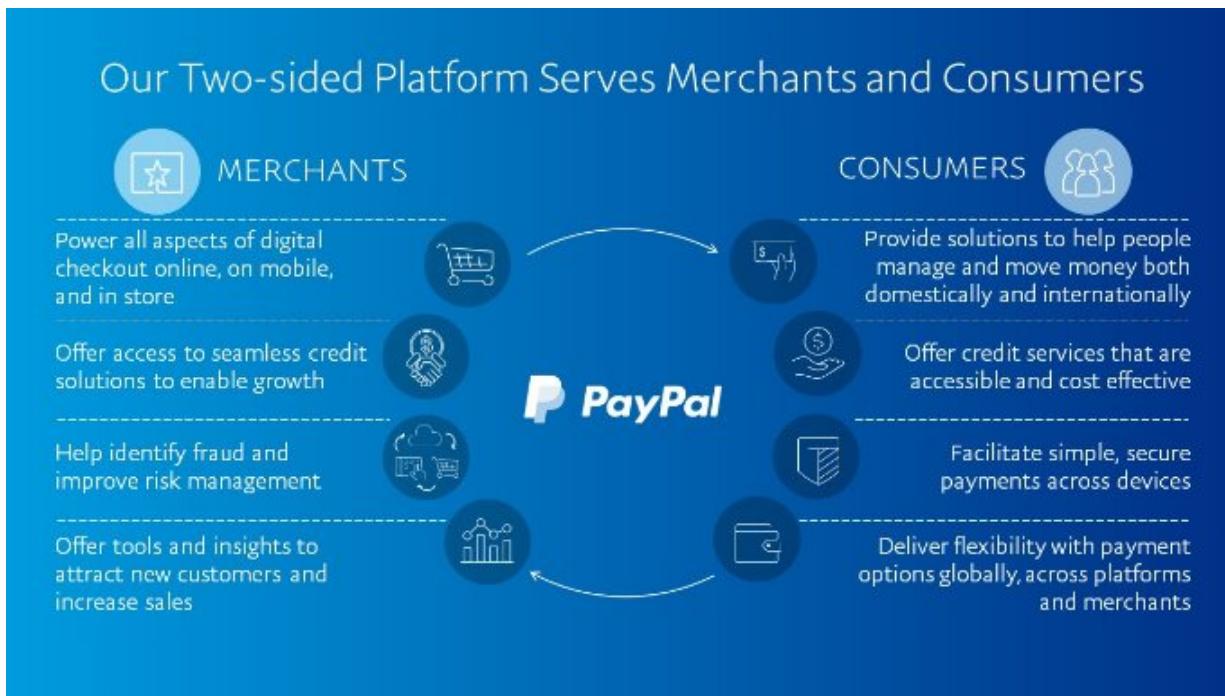 Our Two-sided Platform Serves Merchants and Consumers
MERCHANTS
Power all aspects of digital
checkout online, on mobile,
and in store
Offer access to seamless credit
solutions to enable growth
Help identify fraud and
improve risk management
Offer tools and insights to
attract new customers and
increase sales
PayPal
CONSUMERS
Provide solutions to help people
manage and move money both
domestically and internationally
Offer credit services that are
accessible and cost effective
Facilitate simple, secure
payments across devices
Deliver flexibility with payment
options globally, across platforms
and merchants